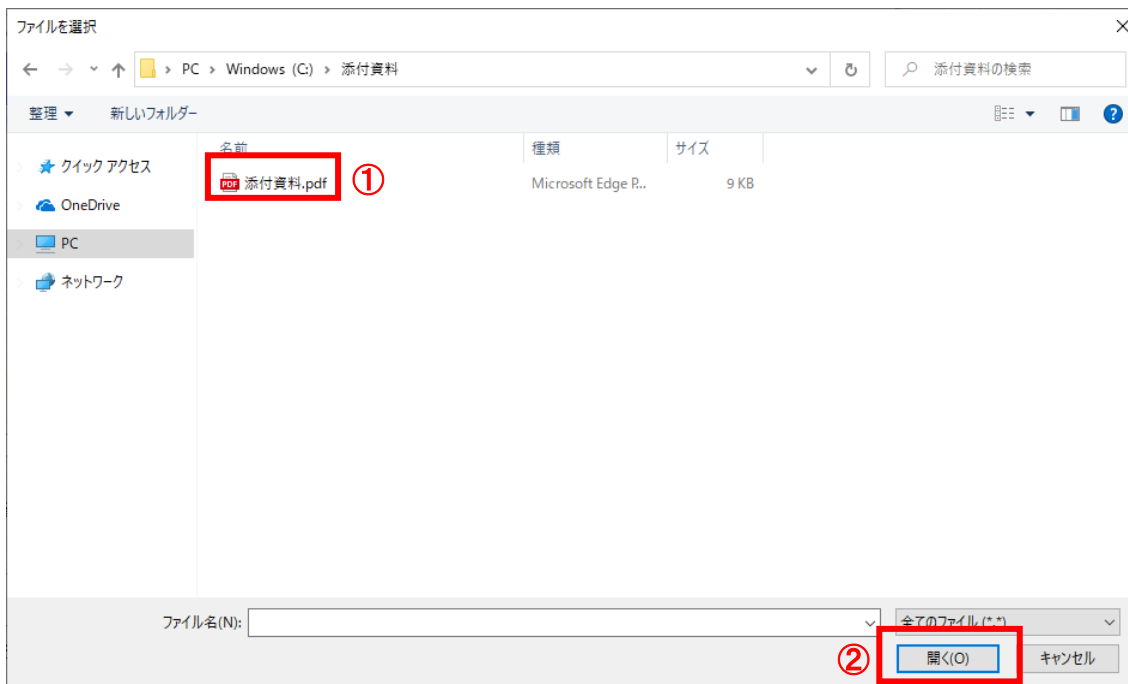 ファイルを選択
PC › Windows (C:) › 添付資料
添付資料の検索
整理
新しいフォルダー
名前 種類 サイズ
クイック アクセス
PDF 添付資料.pdf ①
Microsoft Edge P... 9 KB
OneDrive
PC
ネットワーク
ファイル名(N):
全てのファイル (*.*)
② 開く(O) キャンセル